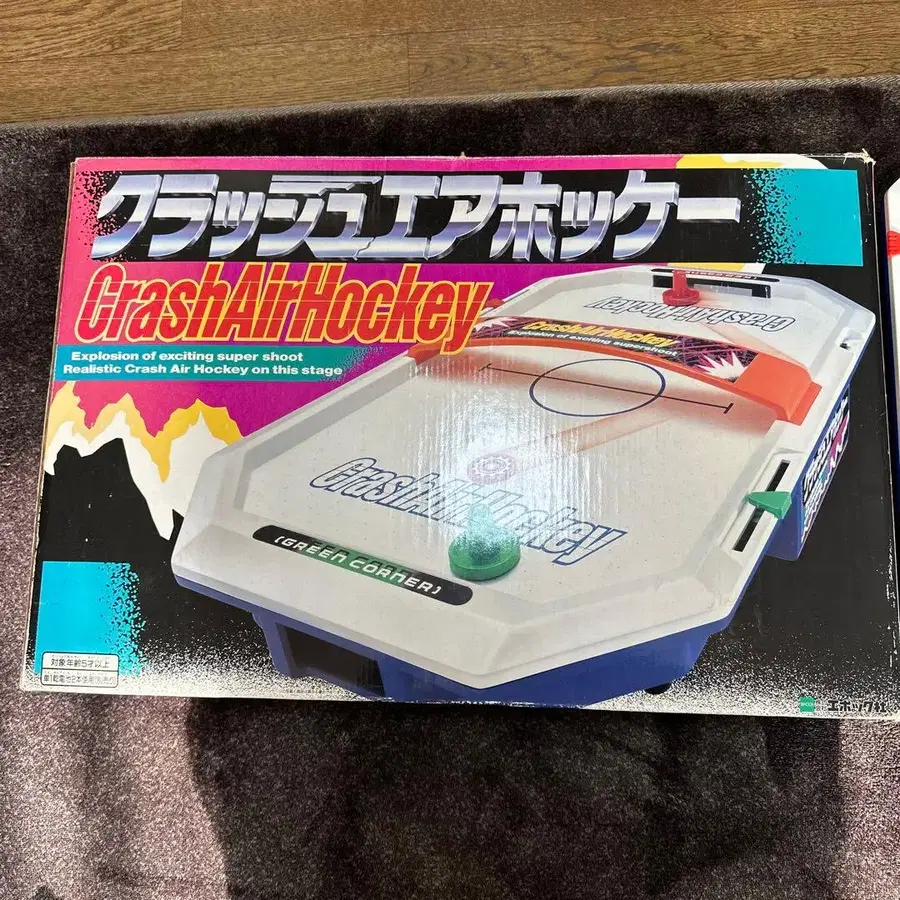 クラッシュエアホッケー
CrashAirHockey
Explosion of exciting super shoot
Realistic Crash Air Hockey on this stage
CrashAirHockey
CrashAirHockey
Explosion of exciting supershoot
CrashAirHockey
(GREEN CORNER)
対象年齢5才以上
エポック社